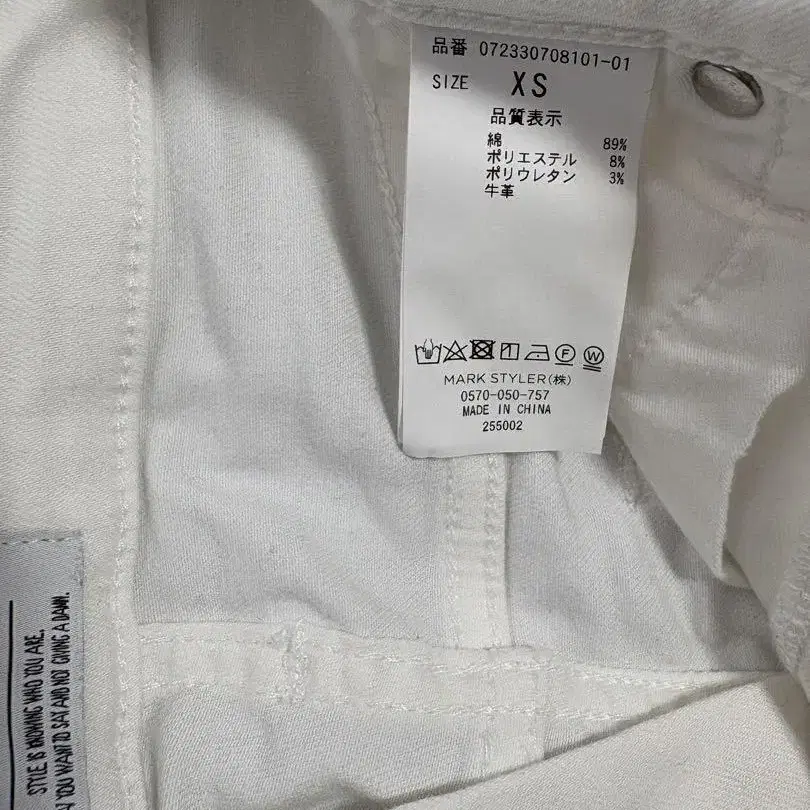 品番 072330708101-01
SIZE XS
品質表示
綿 89%
ポリエステル 8%
ポリウレタン 3%
牛革
F W
MARK STYLER(株)
0570-050-757
MADE IN CHINA
255002
STYLE IS KNOWING WHO YOU ARE,
YOU WANT TO SAY AND NOT GIVING A DAMN.